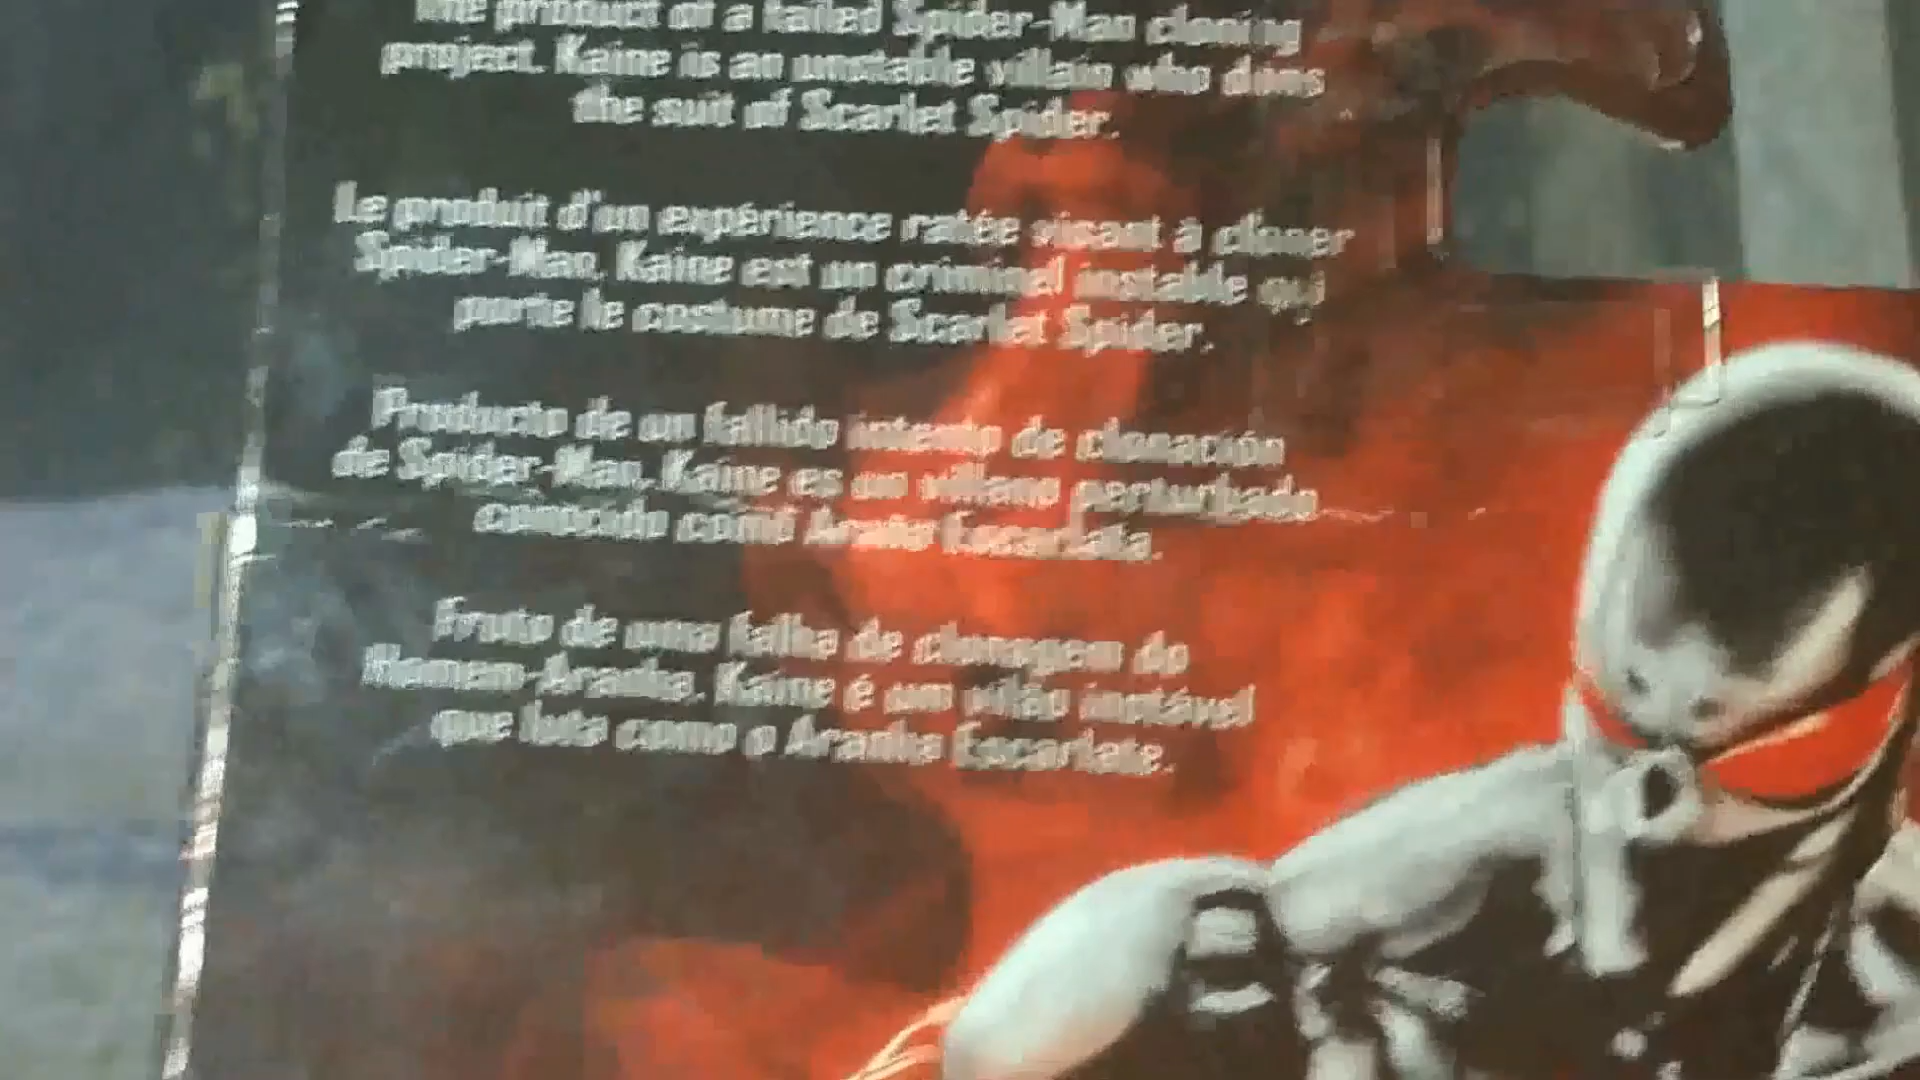 The product of a failed Spider-Man cloning
project, Kaine is an unstable villain who dons
the suit of Scarlet Spider.
Le produit d'un expérience ratée visant à cloner
Spider-Man, Kaine est un criminel instable qui
porte le costume de Scarlet Spider.
Producto de un fallido intento de clonación
de Spider-Man, Kaine es un villano perturbado
conocido como Araña Escarlata.
Fruto de uma falha de clonagem do
Homem-Aranha, Kaine é um vilão instável
que luta como o Aranha Escarlate.